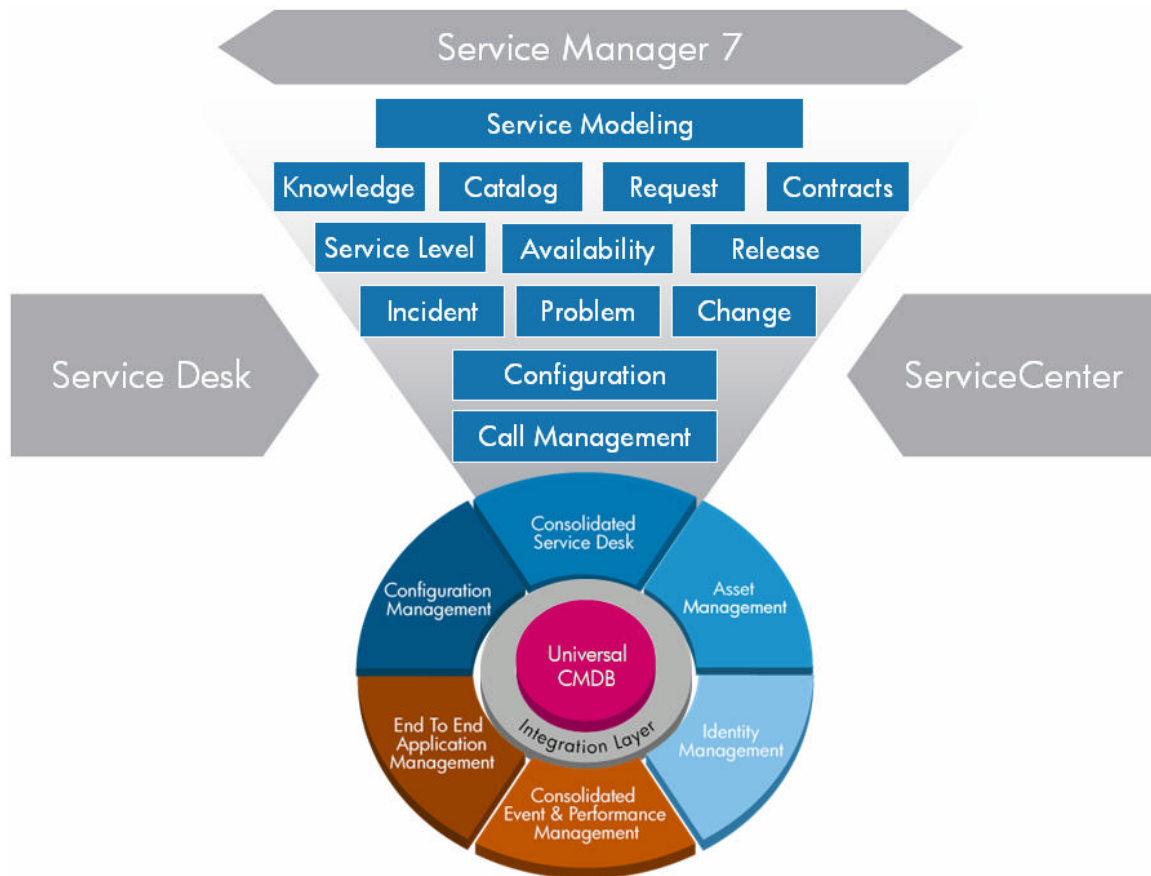 Service Manager 7
Service Modeling
Knowledge
Catalog
Request
Contracts
Service Level
Availability
Release
Incident
Problem
Change
Service Desk
Configuration
ServiceCenter
Call Management
Consolidated
Service Desk
Configuration
Management
Asset
Management
Universal
CMDB
Integration Layer
End To End
Application
Management
Identity
Management
Consolidated
Event & Performance
Management